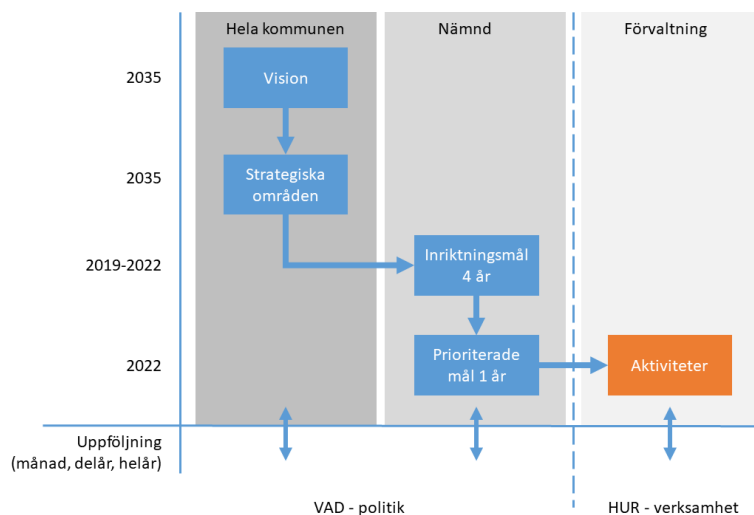 Hela kommunen
Nämnd
Förvaltning
2035
Vision
2035
Strategiska
områden
2019-2022
Inriktningsmål
4 år
2022
Prioriterade
mål 1 år
Aktiviteter
Uppföljning
(månad, delår, helår)
VAD - politik
HUR - verksamhet